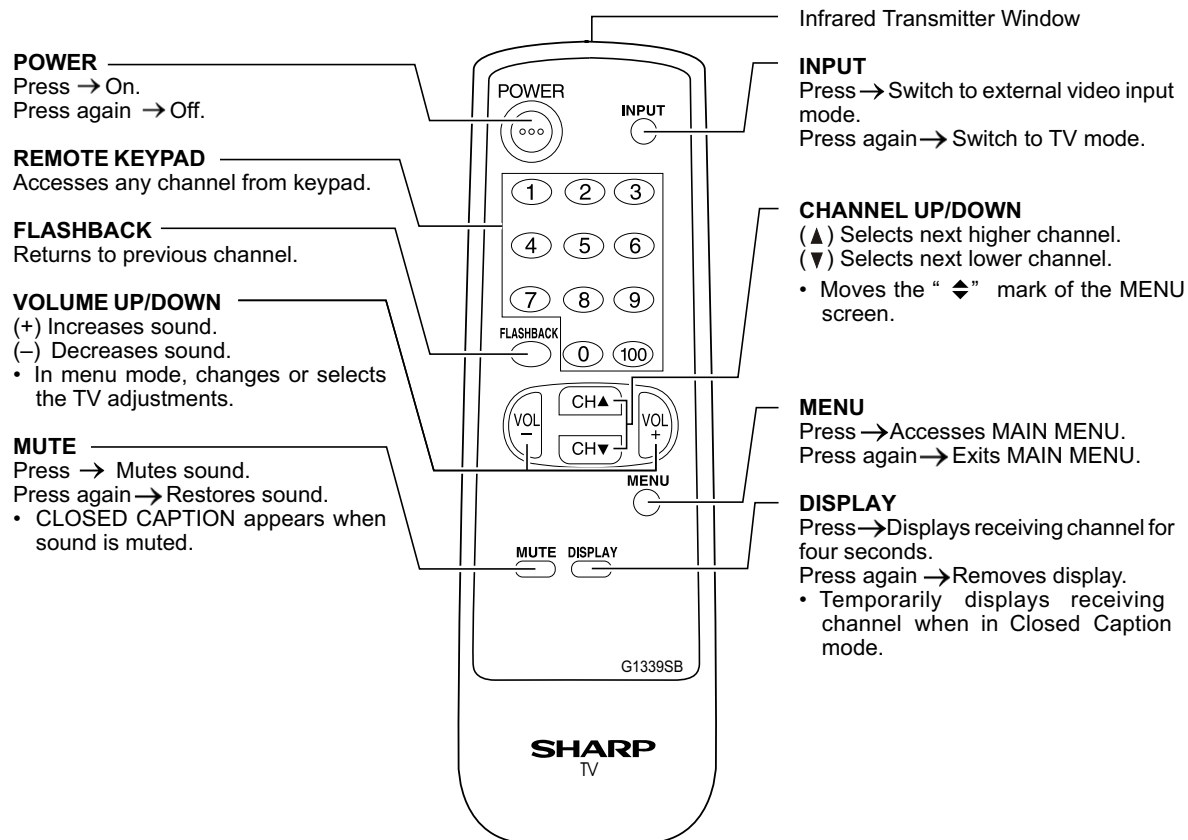 Infrared Transmitter Window
POWER
Press → On.
Press again → Off.
REMOTE KEYPAD
Accesses any channel from keypad.
FLASHBACK
Returns to previous channel.
VOLUME UP/DOWN
(+) Increases sound.
(–) Decreases sound.
• In menu mode, changes or selects
the TV adjustments.
MUTE
Press → Mutes sound.
Press again → Restores sound.
• CLOSED CAPTION appears when
sound is muted.
POWER
INPUT
1 2 3
4 5 6
7 8 9
FLASHBACK
0 100
CH▲
VOL
–
VOL
+
CH▼
MENU
MUTE DISPLAY
G1339SB
SHARP
TV
INPUT
Press → Switch to external video input
mode.
Press again → Switch to TV mode.
CHANNEL UP/DOWN
(▲) Selects next higher channel.
(▼) Selects next lower channel.
• Moves the “ ◆” mark of the MENU
screen.
MENU
Press → Accesses MAIN MENU.
Press again → Exits MAIN MENU.
DISPLAY
Press → Displays receiving channel for
four seconds.
Press again → Removes display.
• Temporarily displays receiving
channel when in Closed Caption
mode.